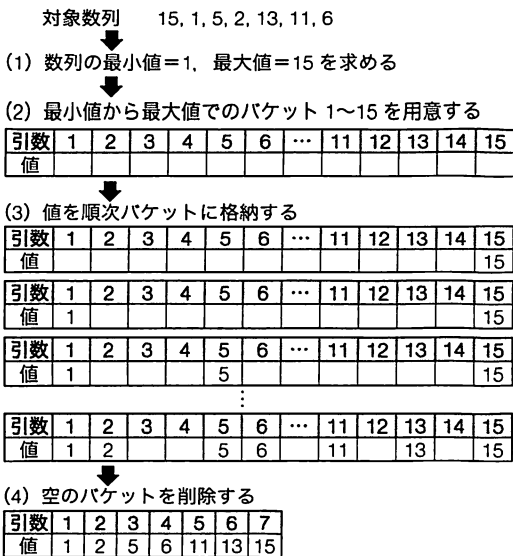 対象数列 15, 1, 5, 2, 13, 11, 6
(1) 数列の最小値=1, 最大値=15 を求める
(2) 最小値から最大値でのバケット 1~15 を用意する
引数 1 2 3 4 5 6 … 11 12 13 14 15
値
(3) 値を順次バケットに格納する
引数 1 2 3 4 5 6 … 11 12 13 14 15
値 15
引数 1 2 3 4 5 6 … 11 12 13 14 15
値 1 15
引数 1 2 3 4 5 6 … 11 12 13 14 15
値 1 5 15
⋮
引数 1 2 3 4 5 6 … 11 12 13 14 15
値 1 2 5 6 11 13 15
(4) 空のバケットを削除する
引数 1 2 3 4 5 6 7
値 1 2 5 6 11 13 15